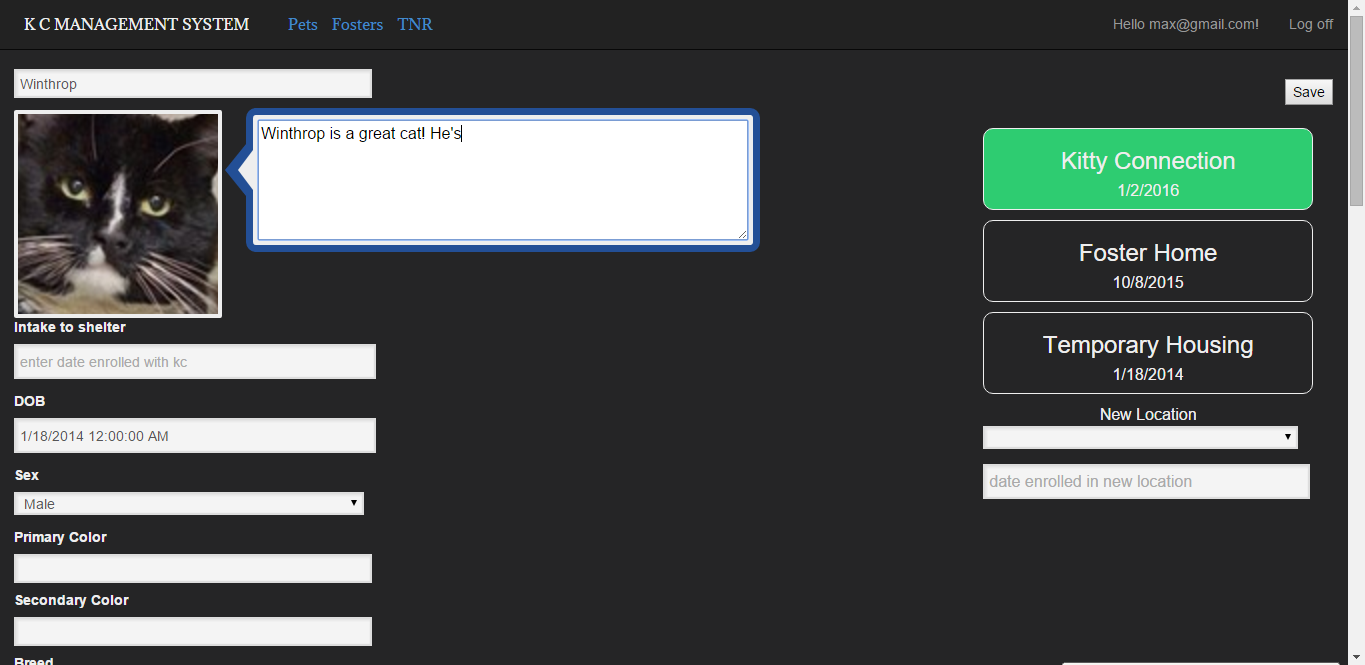 K C MANAGEMENT SYSTEM Pets Fosters TNR Hello max@gmail.com! Log off
Winthrop
Save
Winthrop is a great cat! He's
Kitty Connection
1/2/2016
Foster Home
10/8/2015
Temporary Housing
1/18/2014
New Location
date enrolled in new location
Intake to shelter
enter date enrolled with kc
DOB
1/18/2014 12:00:00 AM
Sex
Male
Primary Color
Secondary Color
Breed